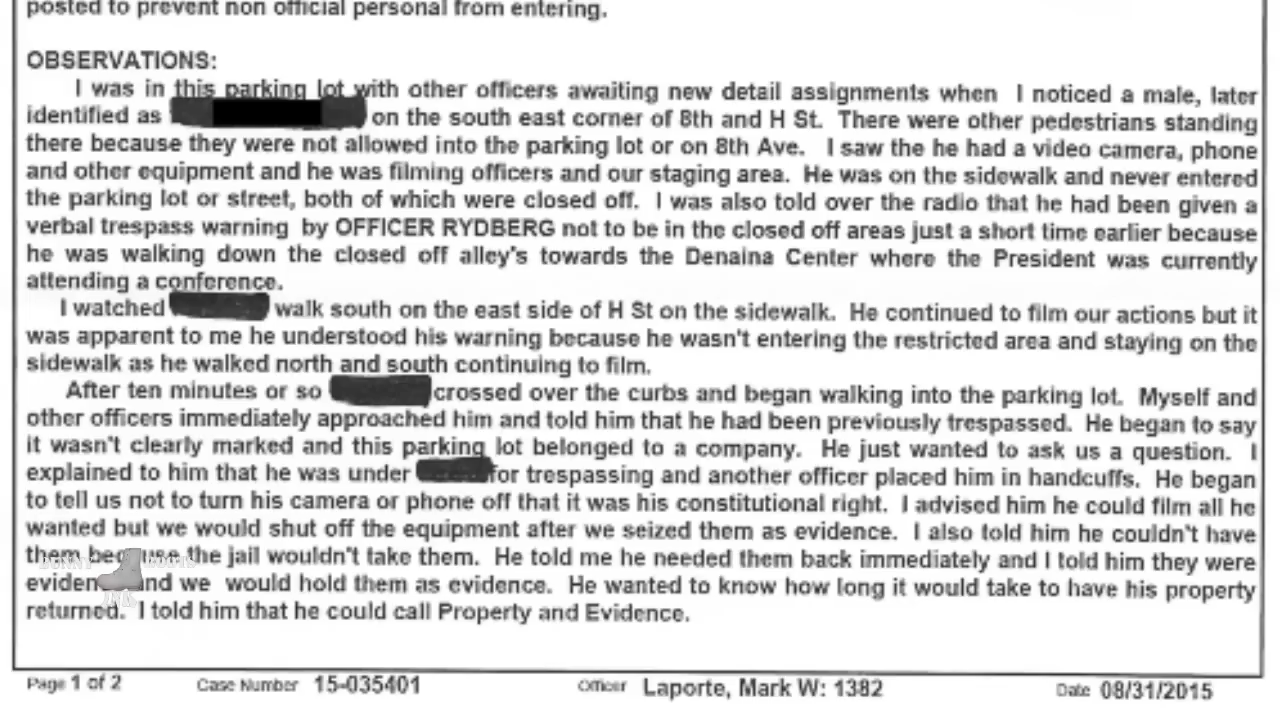 posted to prevent non official personal from entering.
OBSERVATIONS:
I was in this parking lot with other officers awaiting new detail assignments when I noticed a male, later
identified as on the south east corner of 8th and H St. There were other pedestrians standing
there because they were not allowed into the parking lot or on 8th Ave. I saw the he had a video camera, phone
and other equipment and he was filming officers and our staging area. He was on the sidewalk and never entered
the parking lot or street, both of which were closed off. I was also told over the radio that he had been given a
verbal trespass warning by OFFICER RYDBERG not to be in the closed off areas just a short time earlier because
he was walking down the closed off alley's towards the Denaina Center where the President was currently
attending a conference.
I watched walk south on the east side of H St on the sidewalk. He continued to film our actions but it
was apparent to me he understood his warning because he wasn't entering the restricted area and staying on the
sidewalk as he walked north and south continuing to film.
After ten minutes or so crossed over the curbs and began walking into the parking lot. Myself and
other officers immediately approached him and told him that he had been previously trespassed. He began to say
it wasn't clearly marked and this parking lot belonged to a company. He just wanted to ask us a question. I
explained to him that he was under for trespassing and another officer placed him in handcuffs. He began
to tell us not to turn his camera or phone off that it was his constitutional right. I advised him he could film all he
wanted but we would shut off the equipment after we seized them as evidence. I also told him he couldn't have
them because the jail wouldn't take them. He told me he needed them back immediately and I told him they were
and we would hold them as evidence. He wanted to know how long it would take to have his property
returned. I told him that he could call Property and Evidence.
Page 1 of 2 Case Number 15-035401 Officer Laporte, Mark W: 1382 Date 08/31/2015